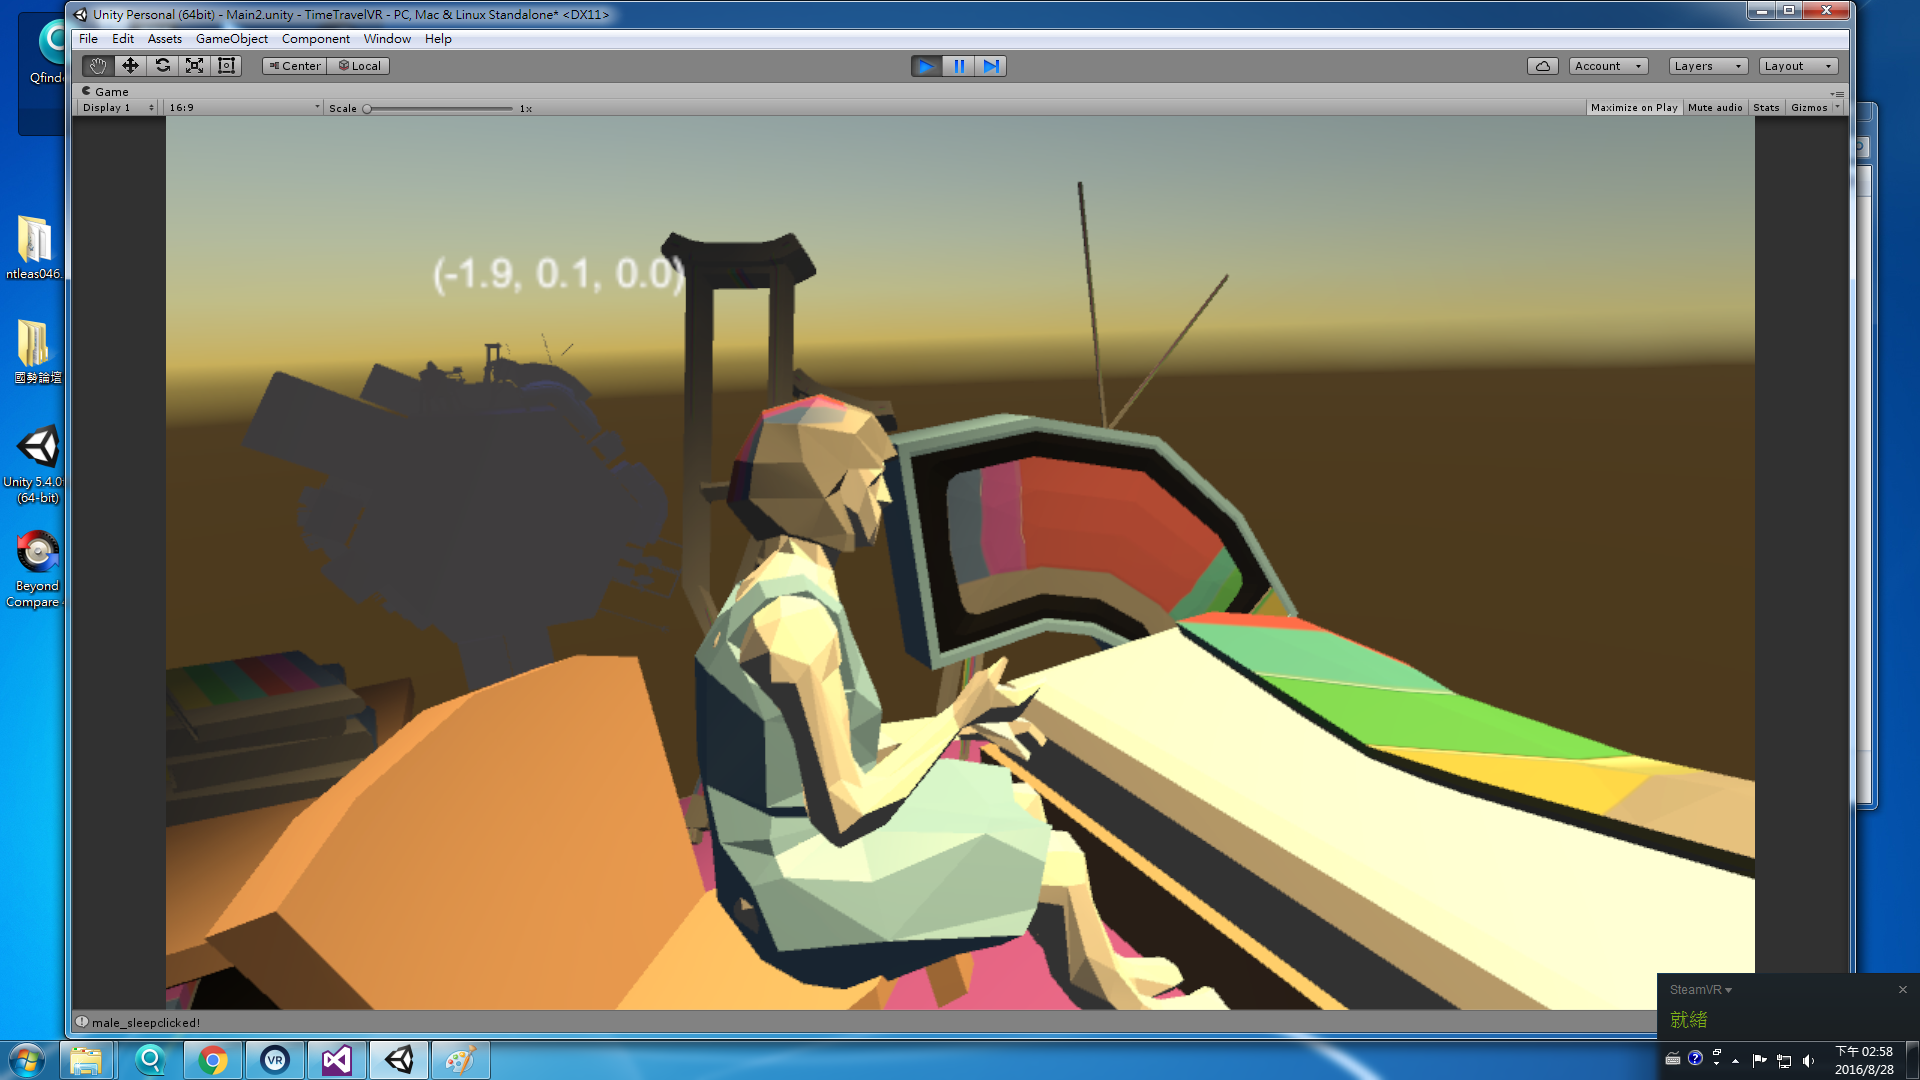 Unity Personal (64bit) - Main2.unity - TimeTravelVR - PC, Mac & Linux Standalone* <DX11>
File Edit Assets GameObject Component Window Help
Center Local
Account Layers Layout
Game
Display 1 16:9 Scale 1x
Maximize on Play Mute audio Stats Gizmos
(-1.9, 0.1, 0.0)
ntleas046.
國勢論壇
Unity 5.4.0
(64-bit)
Beyond
Compare
male_sleepclicked!
SteamVR
就緒
VR
下午 02:58
2016/8/28